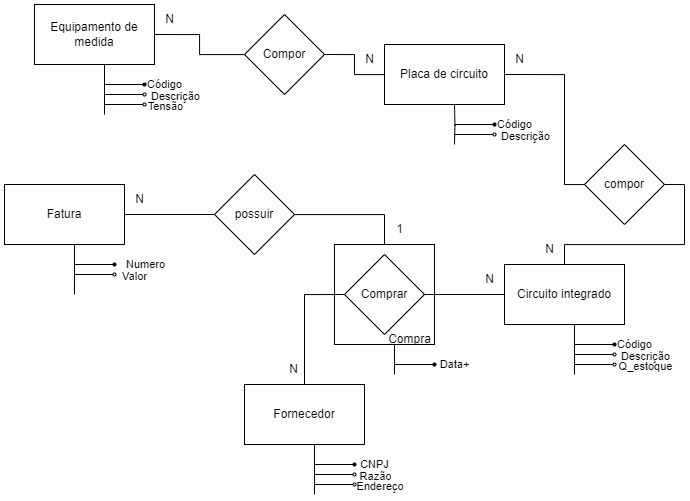 Equipamento de
medida
N
Compor
N
Placa de circuito
N
Código
Descrição
Tensão
Código
Descrição
compor
Fatura
N
possuir
1
N
Numero
Valor
Comprar
N
Circuito integrado
Compra
Data+
Código
Descrição
Q_estoque
N
Fornecedor
CNPJ
Razão
Endereço